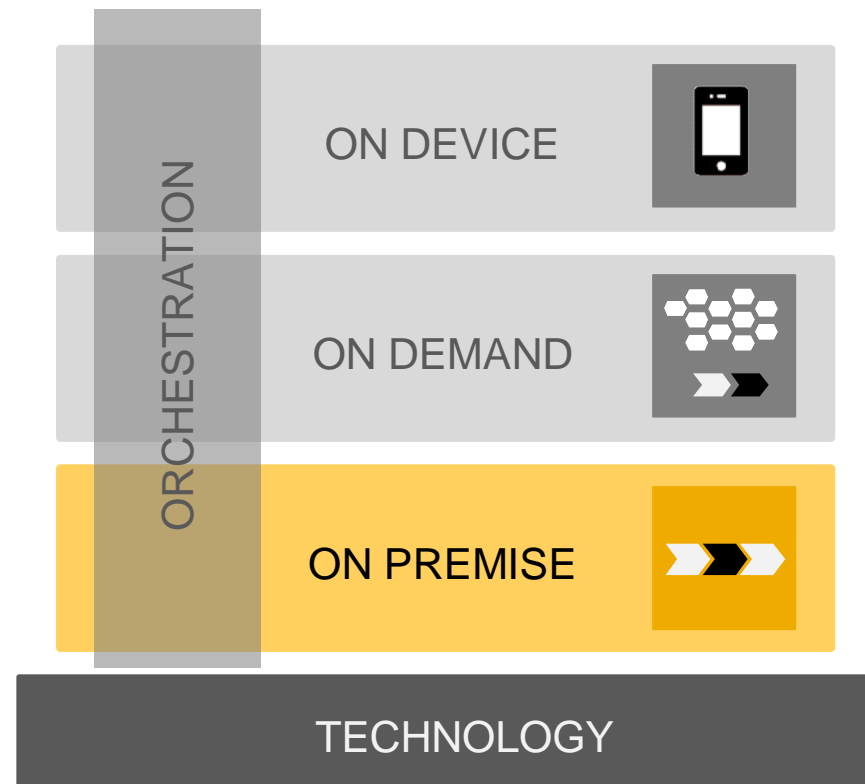 ORCHESTRATION
ON DEVICE
ON DEMAND
ON PREMISE
TECHNOLOGY